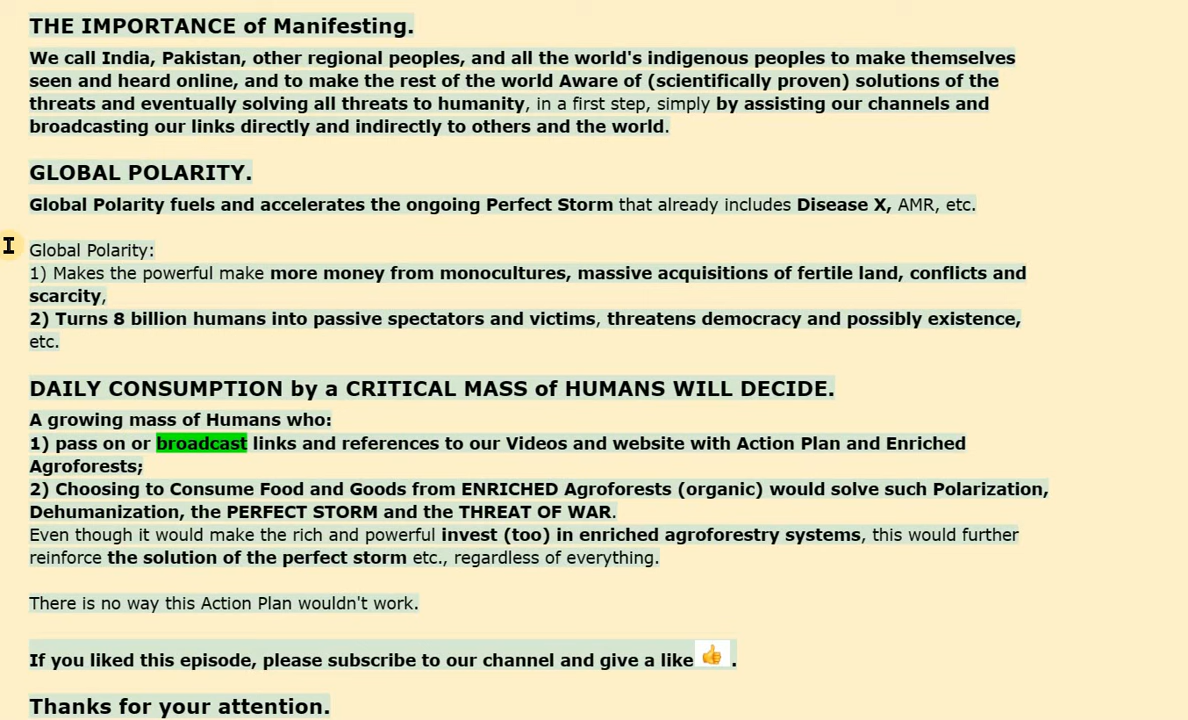 THE IMPORTANCE of Manifesting.
We call India, Pakistan, other regional peoples, and all the world's indigenous peoples to make themselves
seen and heard online, and to make the rest of the world Aware of (scientifically proven) solutions of the
threats and eventually solving all threats to humanity, in a first step, simply by assisting our channels and
broadcasting our links directly and indirectly to others and the world.
GLOBAL POLARITY.
Global Polarity fuels and accelerates the ongoing Perfect Storm that already includes Disease X, AMR, etc.
Global Polarity:
1) Makes the powerful make more money from monocultures, massive acquisitions of fertile land, conflicts and
scarcity,
2) Turns 8 billion humans into passive spectators and victims, threatens democracy and possibly existence,
etc.
DAILY CONSUMPTION by a CRITICAL MASS of HUMANS WILL DECIDE.
A growing mass of Humans who:
1) pass on or broadcast links and references to our Videos and website with Action Plan and Enriched
Agroforests;
2) Choosing to Consume Food and Goods from ENRICHED Agroforests (organic) would solve such Polarization,
Dehumanization, the PERFECT STORM and the THREAT OF WAR.
Even though it would make the rich and powerful invest (too) in enriched agroforestry systems, this would further
reinforce the solution of the perfect storm etc., regardless of everything.
There is no way this Action Plan wouldn't work.
If you liked this episode, please subscribe to our channel and give a like 👍 .
Thanks for your attention.